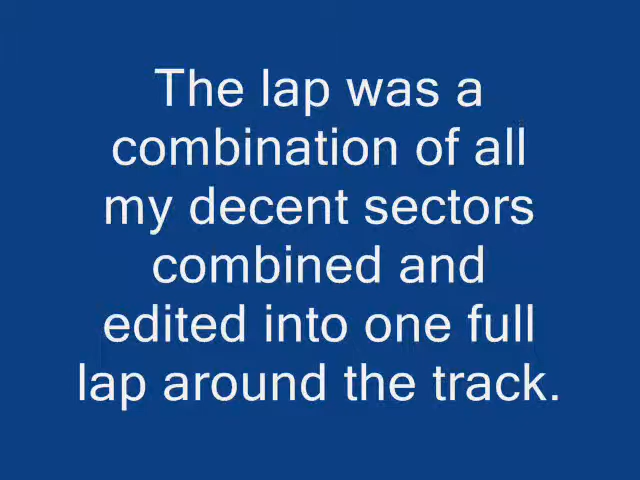 The lap was a
combination of all
my decent sectors
combined and
edited into one full
lap around the track.